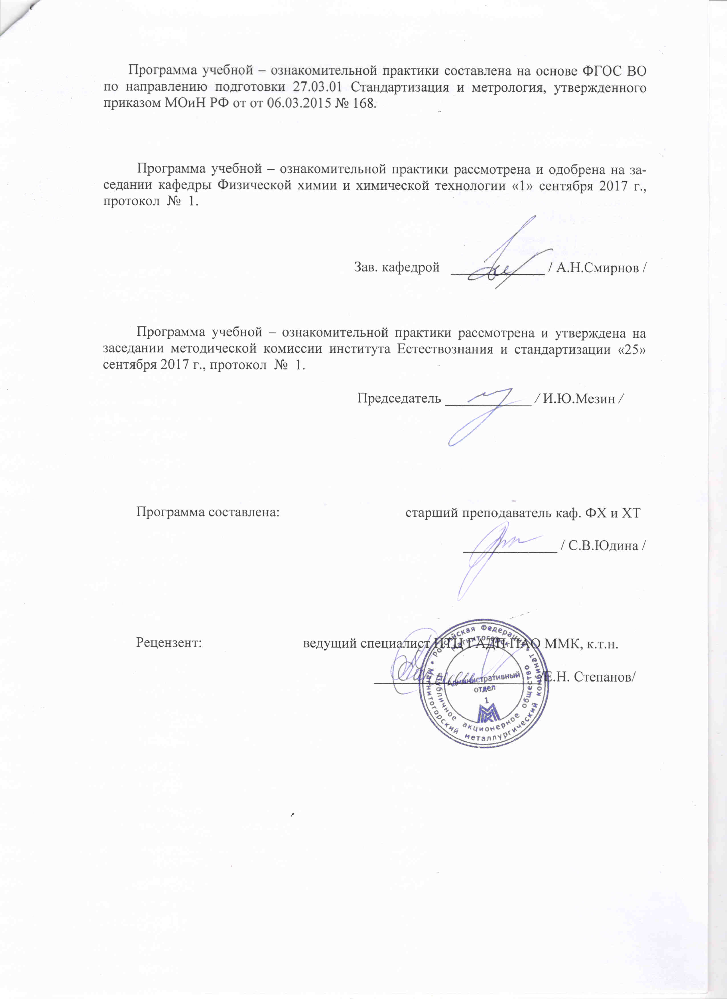 Программа учебной – ознакомительной практики составлена на основе ФГОС ВО
по направлению подготовки 27.03.01 Стандартизация и метрология, утвержденного
приказом МОиН РФ от от 06.03.2015 № 168.
Программа учебной – ознакомительной практики рассмотрена и одобрена на за-
седании кафедры Физической химии и химической технологии «1» сентября 2017 г.,
протокол № 1.
Зав. кафедрой / А.Н.Смирнов /
Программа учебной – ознакомительной практики рассмотрена и утверждена на
заседании методической комиссии института Естествознания и стандартизации «25»
сентября 2017 г., протокол № 1.
Председатель / И.Ю.Мезин /
Программа составлена: старший преподаватель каф. ФХ и ХТ
/ С.В.Юдина /
Рецензент: ведущий специалист НТЦ ГАДП ПАО ММК, к.т.н.
/Е.Н. Степанов/
Российская Федерация * Магнитогорский металлургический комбинат *
Магнитогорск
Публичное акционерное общество
Административный
отдел
1